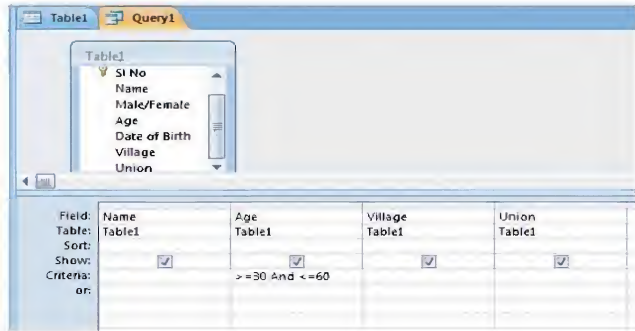 Table1 Query1
Table1
Sl No
Name
Male/Female
Age
Date of Birth
Village
Union
Field: Name Age Village Union
Table: Table1 Table1 Table1 Table1
Sort:
Show:
Criteria: >=30 And <=60
or: